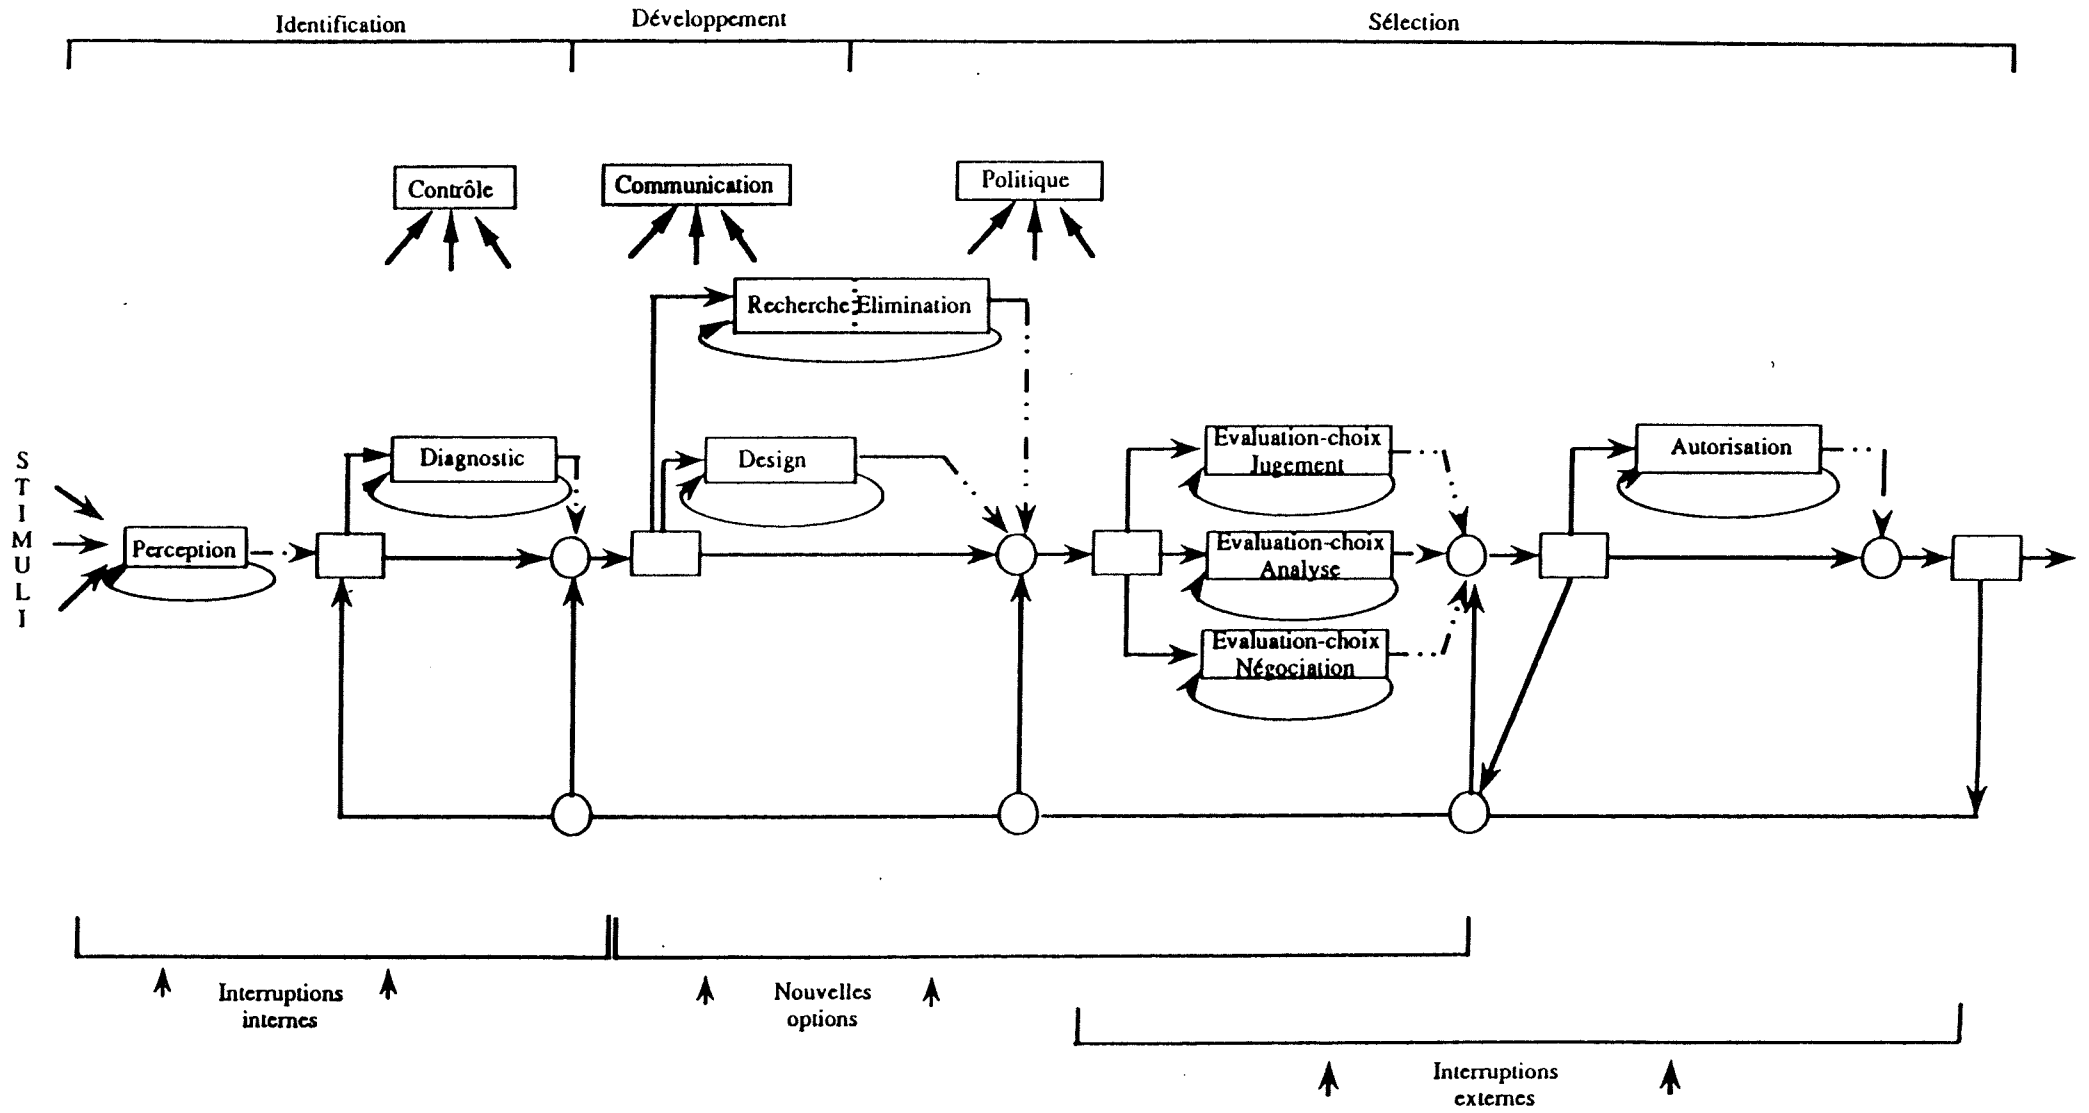 Identification
Développement
Sélection
Contrôle
Communication
Politique
Recherche Elimination
Diagnostic
Design
Evaluation-choix
Jugement
Autorisation
STIMULI
Perception
Evaluation-choix
Analyse
Evaluation-choix
Négociation
Interruptions
internes
Nouvelles
options
Interruptions
externes